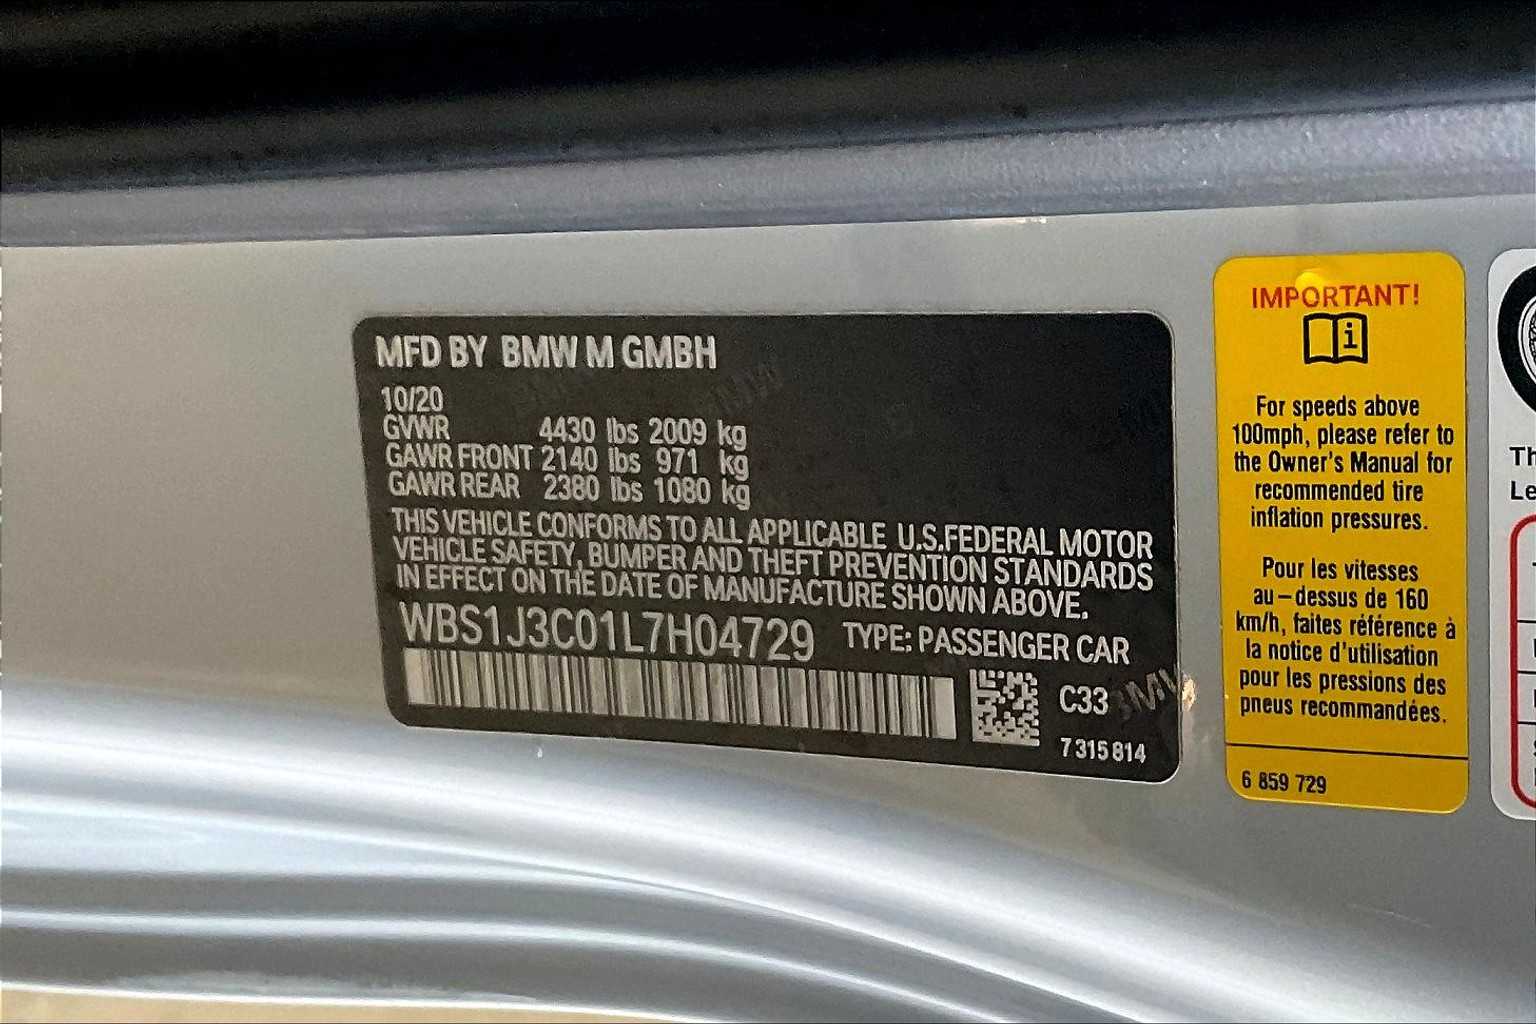 MFD BY BMW M GMBH
10/20
GVWR 4430 lbs 2009 kg
GAWR FRONT 2140 lbs 971 kg
GAWR REAR 2380 lbs 1080 kg
THIS VEHICLE CONFORMS TO ALL APPLICABLE U.S.FEDERAL MOTOR
VEHICLE SAFETY, BUMPER AND THEFT PREVENTION STANDARDS
IN EFFECT ON THE DATE OF MANUFACTURE SHOWN ABOVE.
WBS1J3C01L7H04729 TYPE: PASSENGER CAR
C33
7 315 814
BMW
IMPORTANT!
i
For speeds above
100mph, please refer to
the Owner's Manual for
recommended tire
inflation pressures.
Pour les vitesses
au–dessus de 160
km/h, faites référence à
la notice d'utilisation
pour les pressions des
pneus recommandées.
6 859 729
Th
Le